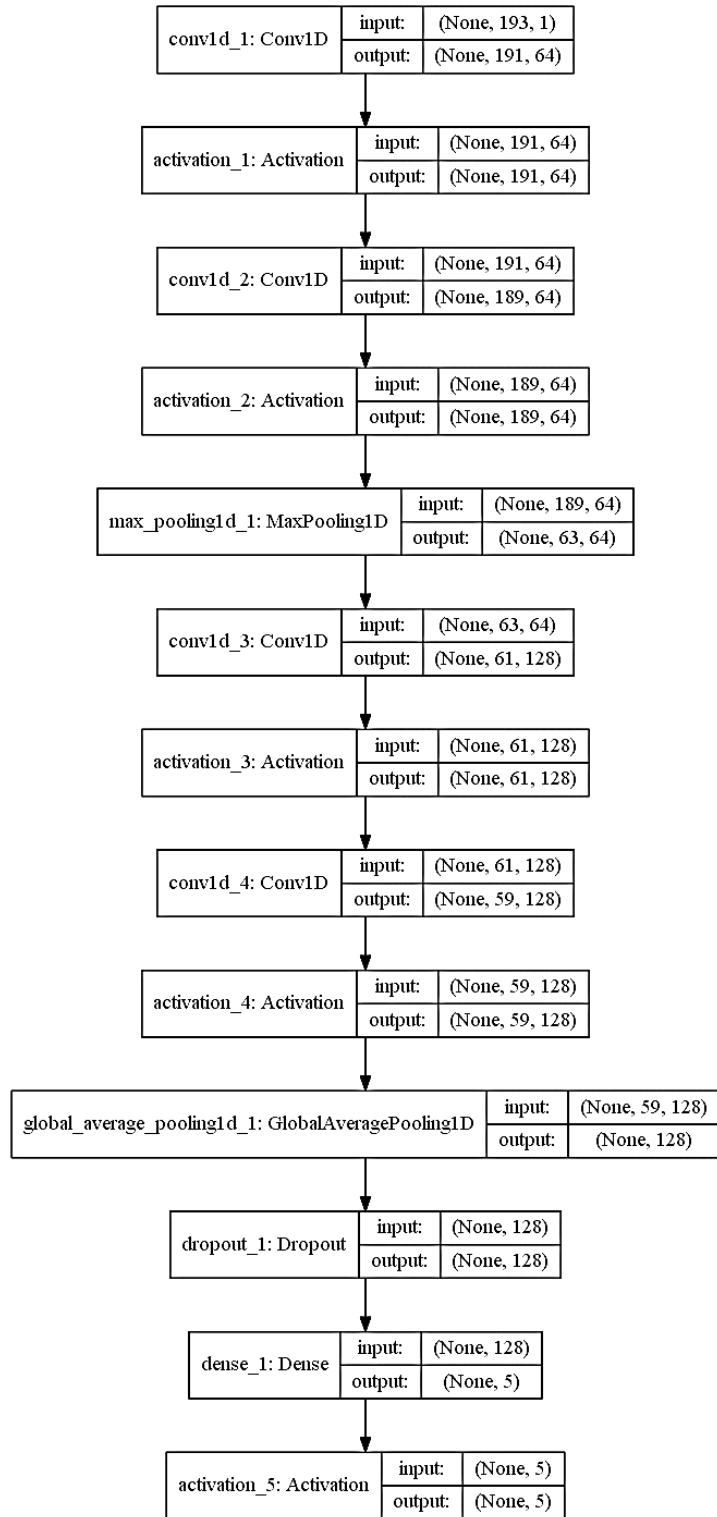 conv1d_1: Conv1D input: (None, 193, 1)
output: (None, 191, 64)
activation_1: Activation input: (None, 191, 64)
output: (None, 191, 64)
conv1d_2: Conv1D input: (None, 191, 64)
output: (None, 189, 64)
activation_2: Activation input: (None, 189, 64)
output: (None, 189, 64)
max_pooling1d_1: MaxPooling1D input: (None, 189, 64)
output: (None, 63, 64)
conv1d_3: Conv1D input: (None, 63, 64)
output: (None, 61, 128)
activation_3: Activation input: (None, 61, 128)
output: (None, 61, 128)
conv1d_4: Conv1D input: (None, 61, 128)
output: (None, 59, 128)
activation_4: Activation input: (None, 59, 128)
output: (None, 59, 128)
global_average_pooling1d_1: GlobalAveragePooling1D input: (None, 59, 128)
output: (None, 128)
dropout_1: Dropout input: (None, 128)
output: (None, 128)
dense_1: Dense input: (None, 128)
output: (None, 5)
activation_5: Activation input: (None, 5)
output: (None, 5)